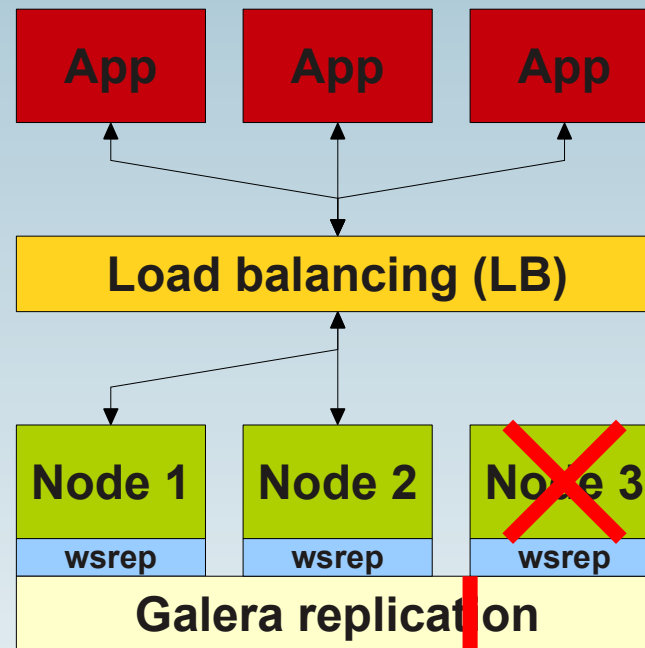 App App App
Load balancing (LB)
Node 1 Node 2 Node 3
wsrep wsrep wsrep
Galera replication